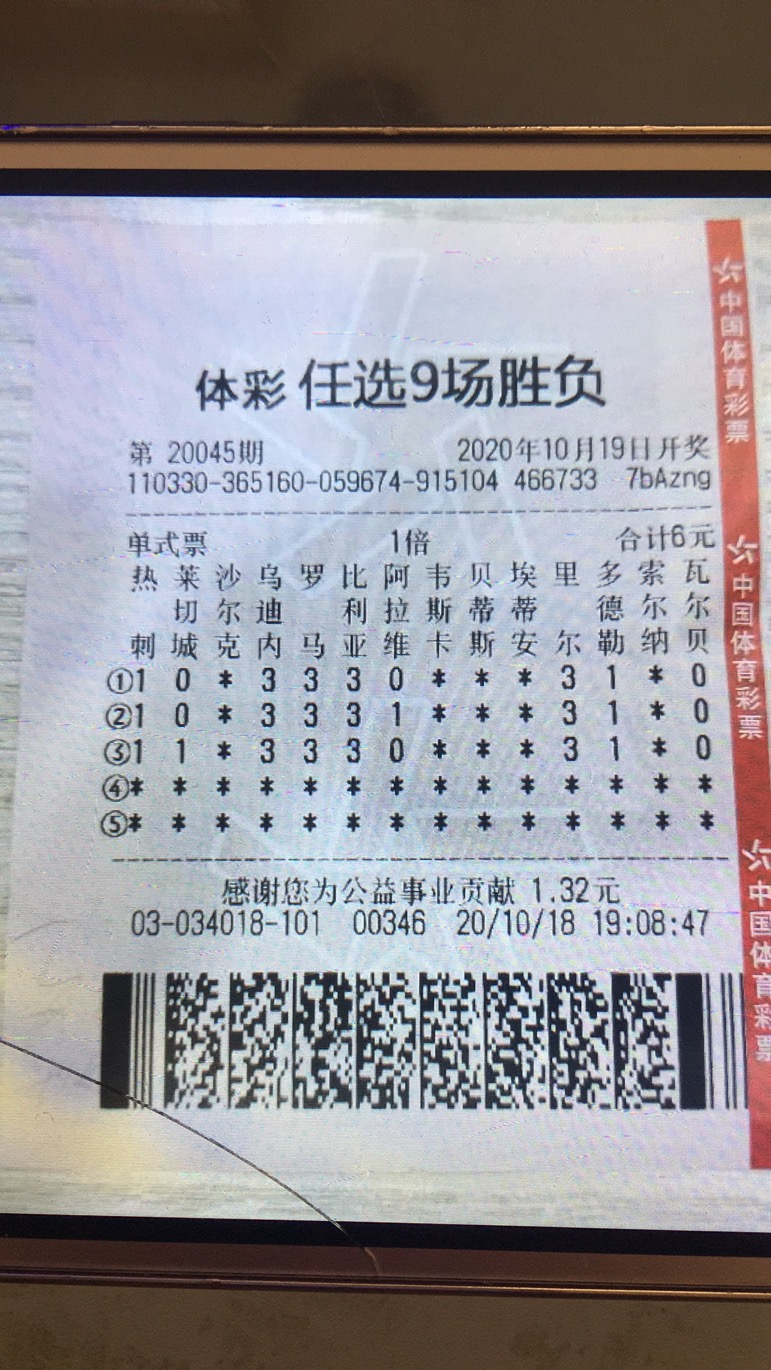 体彩 任选9场胜负
第 20045期 2020年10月19日开奖
110330-365160-059674-915104 466733 7bAzng
单式票 1倍 合计6元
热刺 莱切城 沙尔克 乌迪内 罗马 比利亚 阿拉维 韦斯卡 贝蒂斯 埃蒂安 里尔 多德勒 索尔纳 瓦尔贝
①1 0 * 3 3 3 0 * * * 3 1 * 0
②1 0 * 3 3 3 1 * * * 3 1 * 0
③1 1 * 3 3 3 0 * * * 3 1 * 0
④* * * * * * * * * * * * * *
⑤* * * * * * * * * * * * * *
感谢您为公益事业贡献 1.32元
03-034018-101 00346 20/10/18 19:08:47
中国体育彩票
中国体育彩票
中国体育彩票